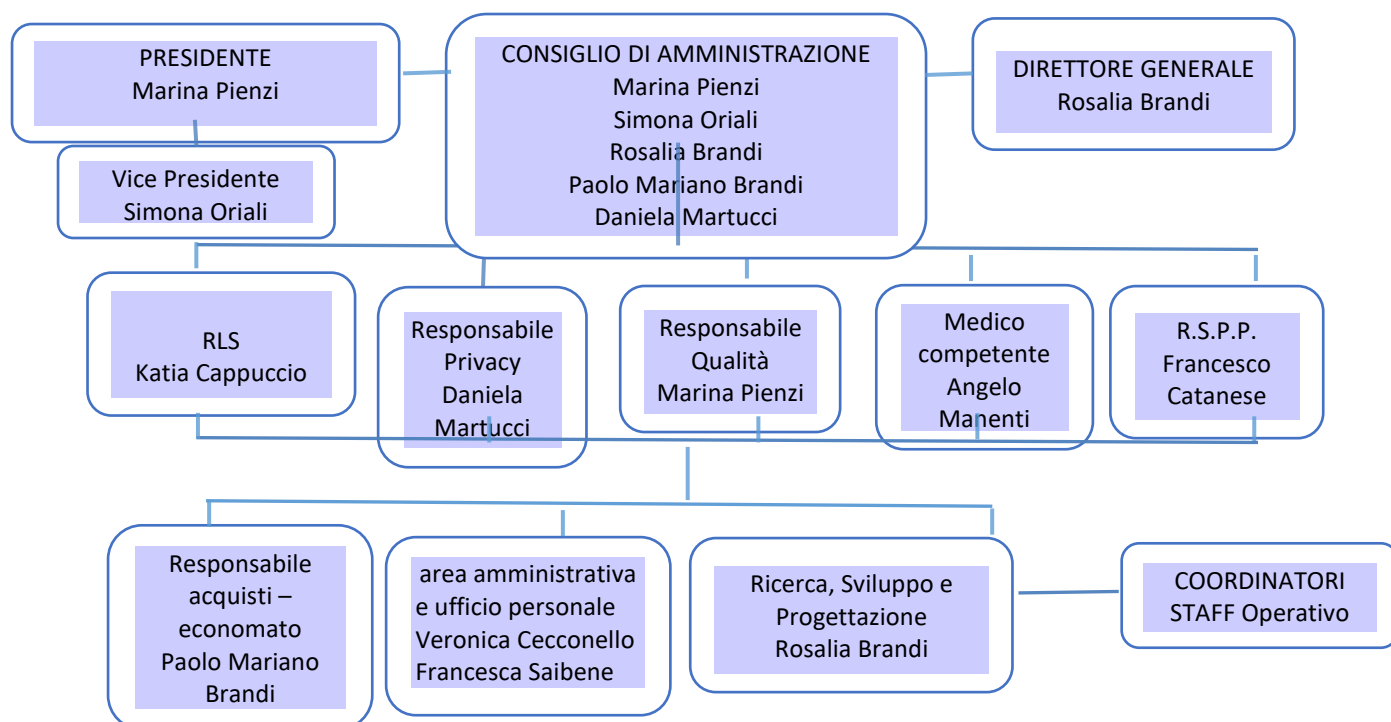 PRESIDENTE
Marina Pienzi
CONSIGLIO DI AMMINISTRAZIONE
Marina Pienzi
Simona Oriali
Rosalia Brandi
Paolo Mariano Brandi
Daniela Martucci
DIRETTORE GENERALE
Rosalia Brandi
Vice Presidente
Simona Oriali
RLS
Katia Cappuccio
Responsabile
Privacy
Daniela
Martucci
Responsabile
Qualità
Marina Pienzi
Medico
competente
Angelo
Manenti
R.S.P.P.
Francesco
Catanese
Responsabile
acquisti –
economato
Paolo Mariano
Brandi
area amministrativa
e ufficio personale
Veronica Cecconello
Francesca Saibene
Ricerca, Sviluppo e
Progettazione
Rosalia Brandi
COORDINATORI
STAFF Operativo